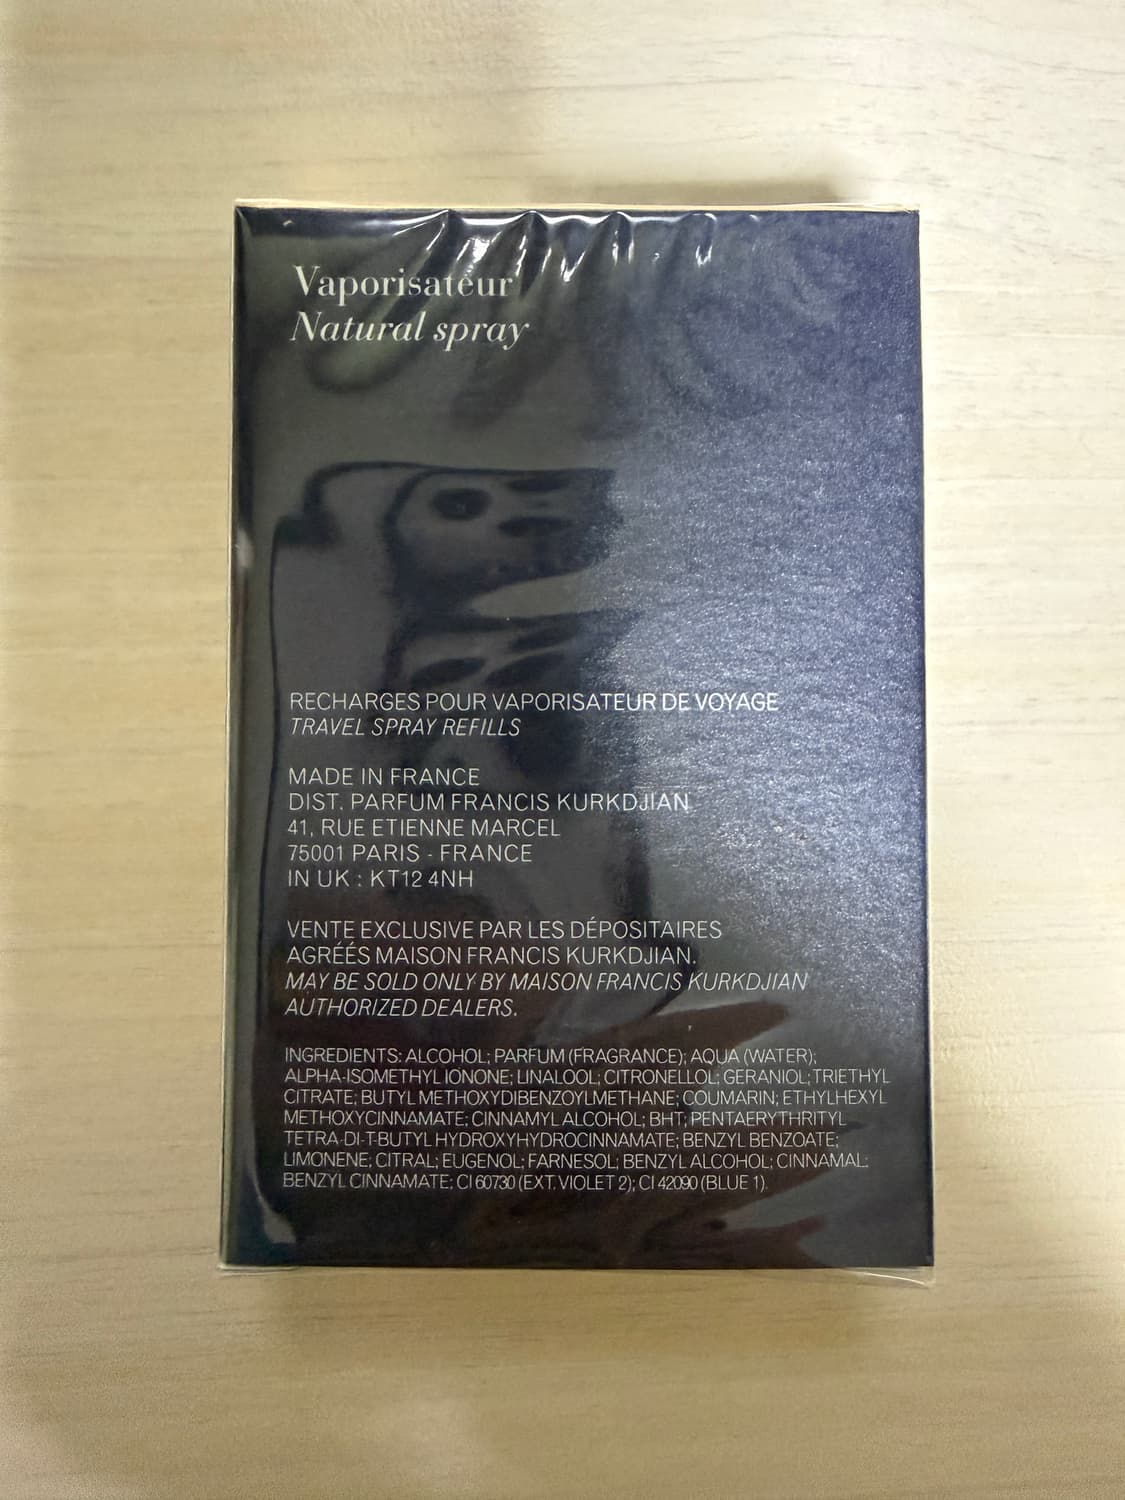 Vaporisateur
Natural spray
RECHARGES POUR VAPORISATEUR DE VOYAGE
TRAVEL SPRAY REFILLS
MADE IN FRANCE
DIST. PARFUM FRANCIS KURKDJIAN
41, RUE ETIENNE MARCEL
75001 PARIS - FRANCE
IN UK : KT12 4NH
VENTE EXCLUSIVE PAR LES DÉPOSITAIRES
AGRÉÉS MAISON FRANCIS KURKDJIAN.
MAY BE SOLD ONLY BY MAISON FRANCIS KURKDJIAN
AUTHORIZED DEALERS.
INGREDIENTS: ALCOHOL; PARFUM (FRAGRANCE); AQUA (WATER);
ALPHA-ISOMETHYL IONONE; LINALOOL; CITRONELLOL; GERANIOL; TRIETHYL
CITRATE; BUTYL METHOXYDIBENZOYLMETHANE; COUMARIN; ETHYLHEXYL
METHOXYCINNAMATE; CINNAMYL ALCOHOL; BHT; PENTAERYTHRITYL
TETRA-DI-T-BUTYL HYDROXYHYDROCINNAMATE; BENZYL BENZOATE;
LIMONENE; CITRAL; EUGENOL; FARNESOL; BENZYL ALCOHOL; CINNAMAL;
BENZYL CINNAMATE; CI 60730 (EXT. VIOLET 2); CI 42090 (BLUE 1).